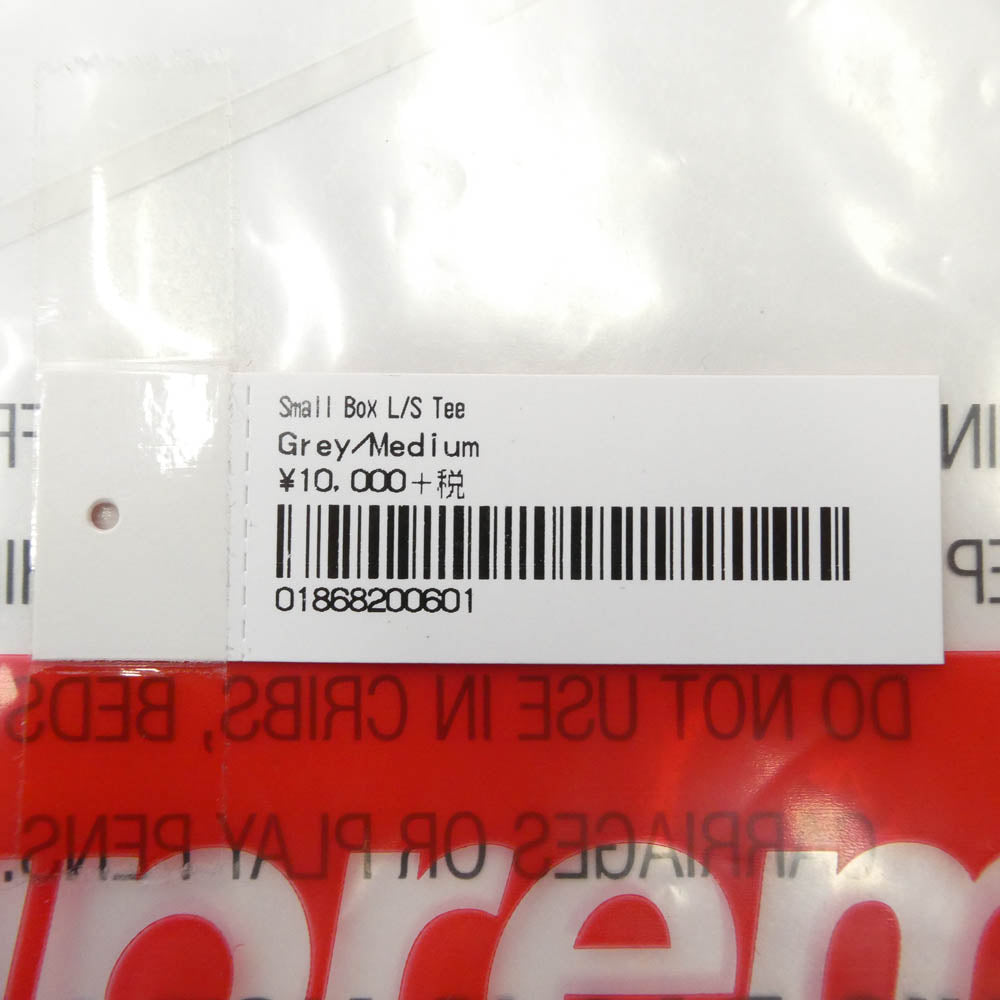 Small Box L/S Tee
Grey/Medium
¥10,000+税
01868200601
DO NOT USE IN CRIBS, BEDS,
CARRIAGES OR PLAY PENS.
prem